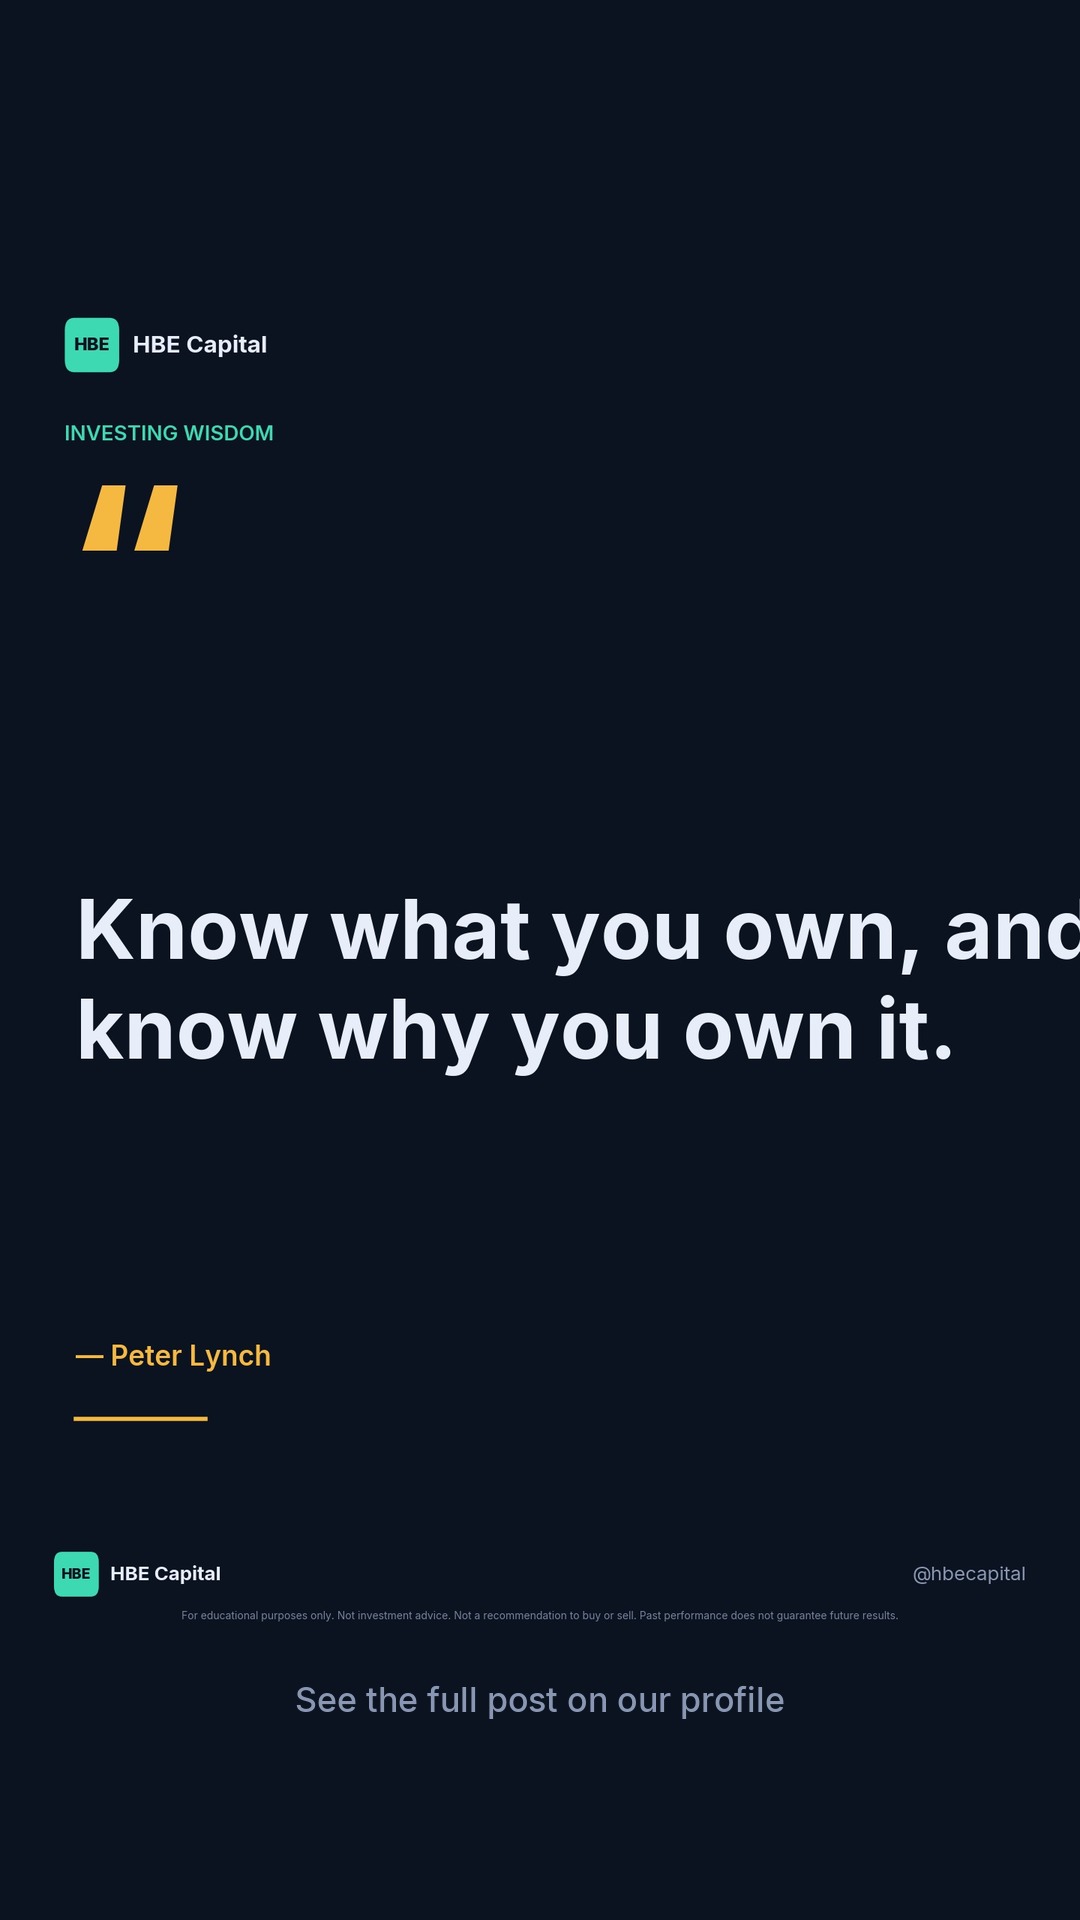 HBE HBE Capital
INVESTING WISDOM
"
Know what you own, and
know why you own it.
— Peter Lynch
HBE HBE Capital @hbecapital
For educational purposes only. Not investment advice. Not a recommendation to buy or sell. Past performance does not guarantee future results.
See the full post on our profile